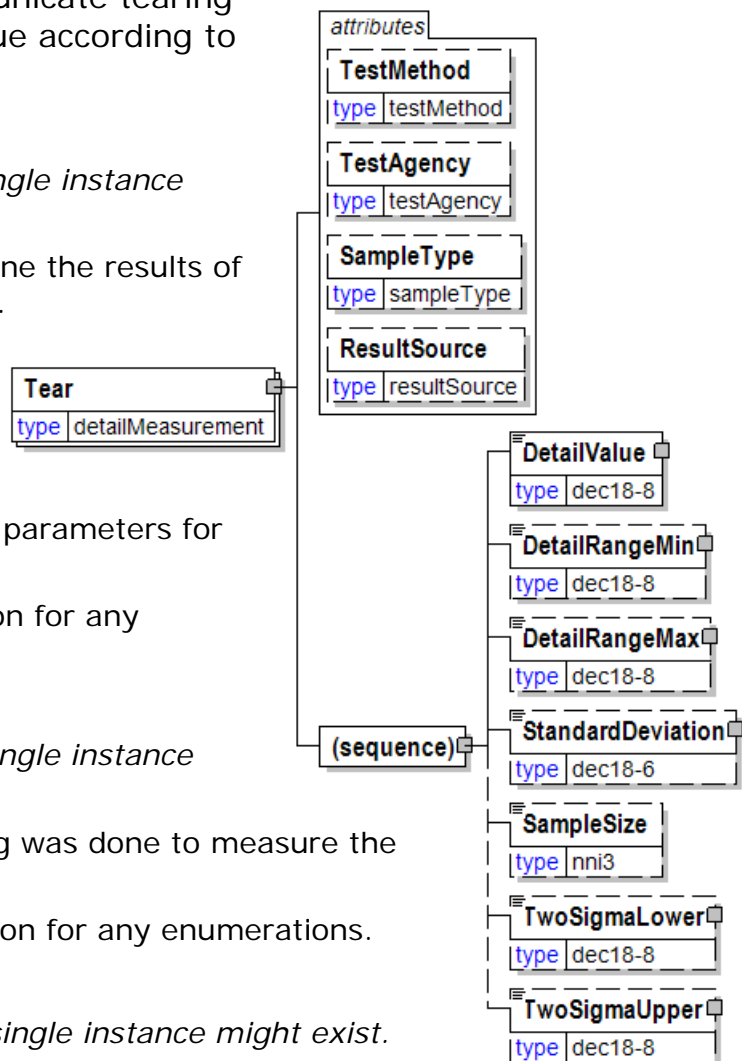 unicate tearing
ue according to
ngle instance
ne the results of
.
parameters for
on for any
ngle instance
g was done to measure the
on for any enumerations.
single instance might exist.
Tear
type detailMeasurement
attributes
TestMethod
type testMethod
TestAgency
type testAgency
SampleType
type sampleType
ResultSource
type resultSource
(sequence)
DetailValue
type dec18-8
DetailRangeMin
type dec18-8
DetailRangeMax
type dec18-8
StandardDeviation
type dec18-6
SampleSize
type nni3
TwoSigmaLower
type dec18-8
TwoSigmaUpper
type dec18-8